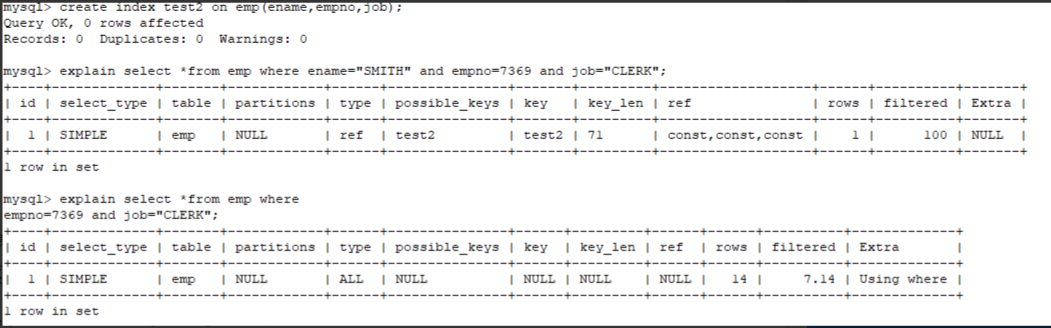 mysql> create index test2 on emp(ename,empno,job);
Query OK, 0 rows affected
Records: 0  Duplicates: 0  Warnings: 0

mysql> explain select *from emp where ename="SMITH" and empno=7369 and job="CLERK";
+----+-------------+-------+------------+------+---------------+-------+---------+-------------------+------+----------+-------+
| id | select_type | table | partitions | type | possible_keys | key   | key_len | ref               | rows | filtered | Extra |
+----+-------------+-------+------------+------+---------------+-------+---------+-------------------+------+----------+-------+
|  1 | SIMPLE      | emp   | NULL       | ref  | test2         | test2 | 71      | const,const,const |    1 |      100 | NULL  |
+----+-------------+-------+------------+------+---------------+-------+---------+-------------------+------+----------+-------+
1 row in set

mysql> explain select *from emp where
empno=7369 and job="CLERK";
+----+-------------+-------+------------+------+---------------+------+---------+------+------+----------+-------------+
| id | select_type | table | partitions | type | possible_keys | key  | key_len | ref  | rows | filtered | Extra       |
+----+-------------+-------+------------+------+---------------+------+---------+------+------+----------+-------------+
|  1 | SIMPLE      | emp   | NULL       | ALL  | NULL          | NULL | NULL    | NULL |   14 |     7.14 | Using where |
+----+-------------+-------+------------+------+---------------+------+---------+------+------+----------+-------------+
1 row in set